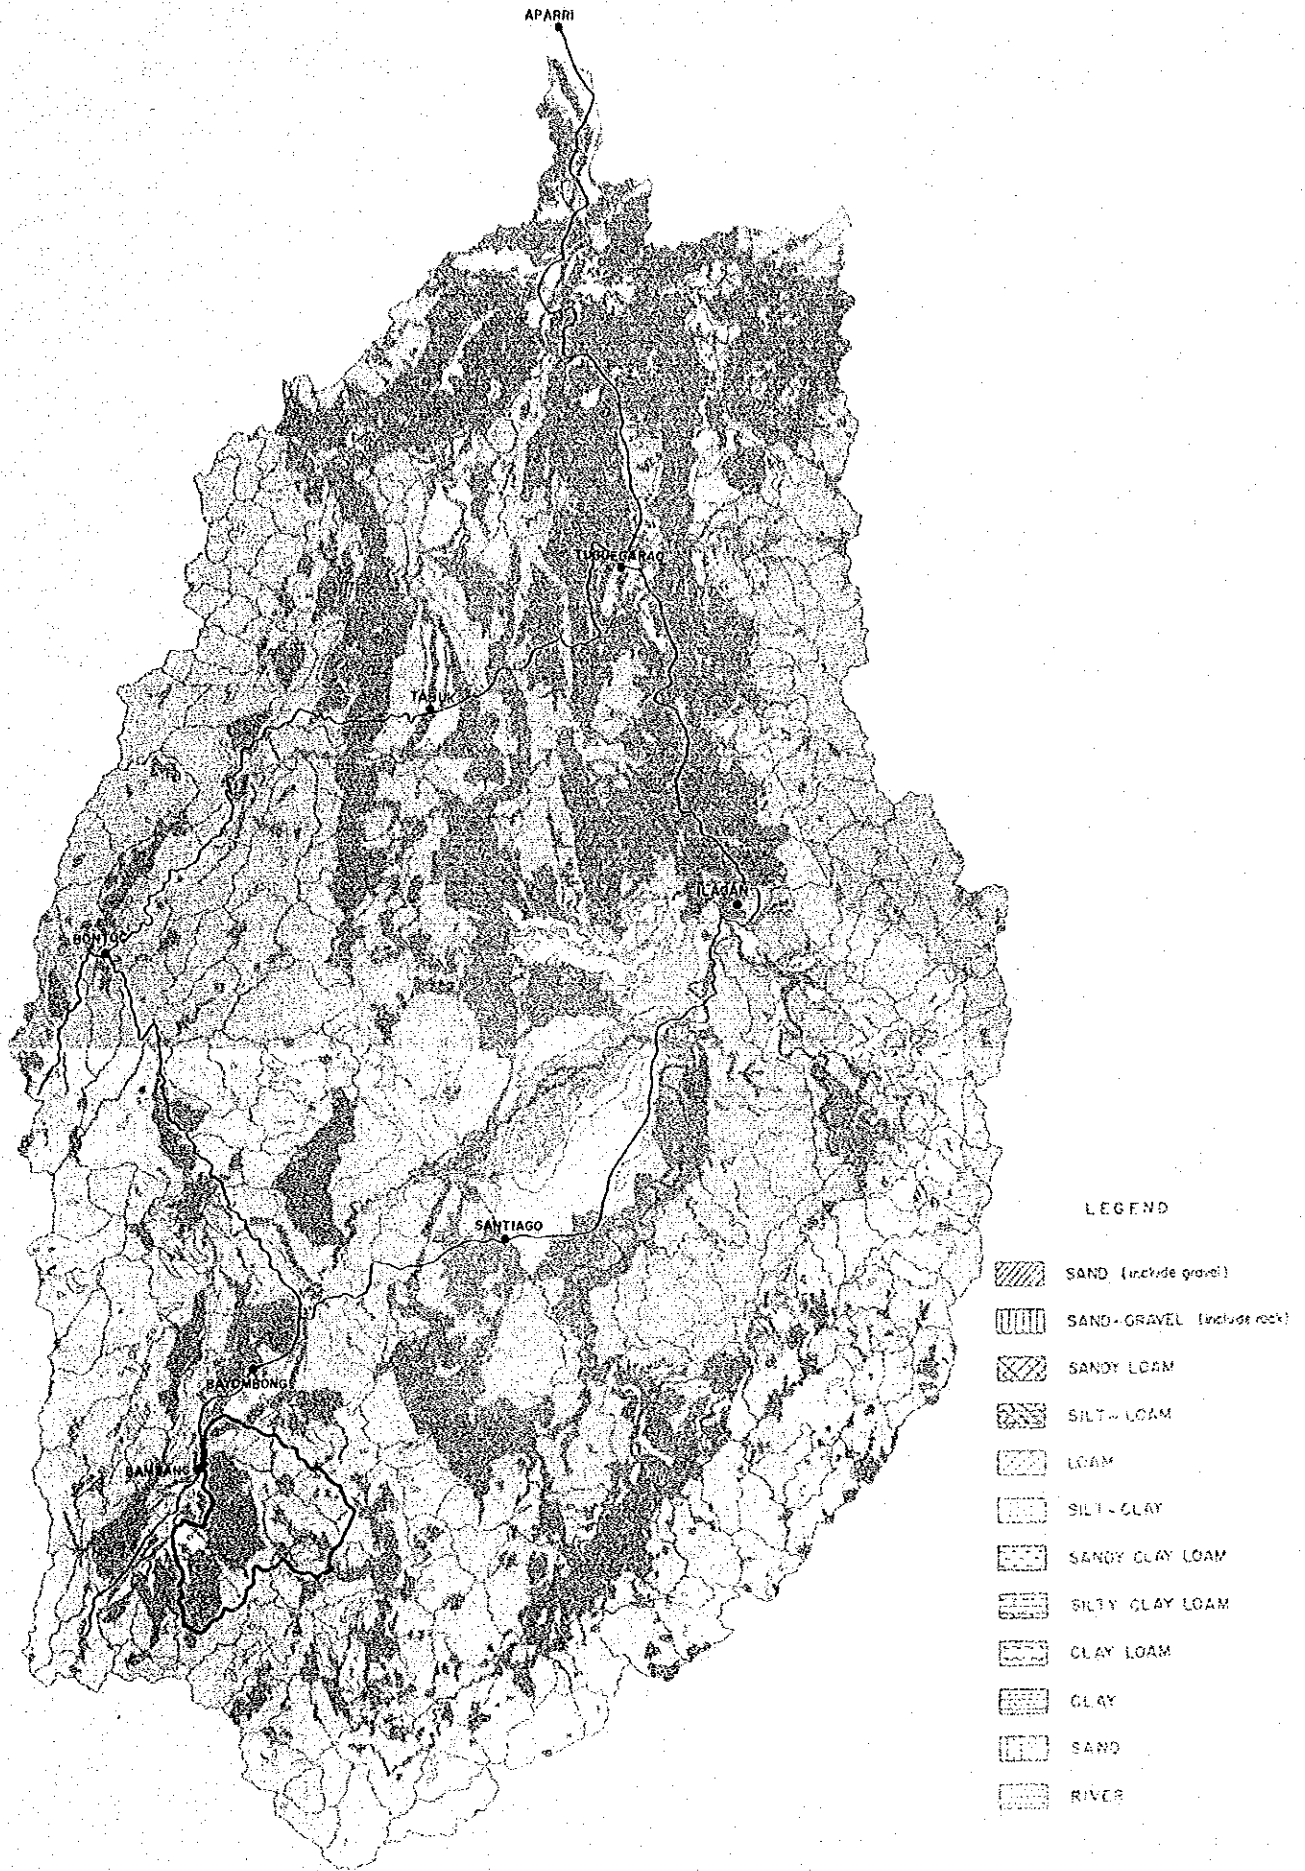 APARRI
TUGUEGARAO
TABUK
ILAGAN
BONTOC
SANTIAGO
BAYOMBONG
BAMBANG
LEGEND
SAND (include gravel)
SAND-GRAVEL (include rock)
SANDY LOAM
SILT-LOAM
LOAM
SILT-CLAY
SANDY CLAY LOAM
SILTY CLAY LOAM
CLAY LOAM
CLAY
SAND
RIVER